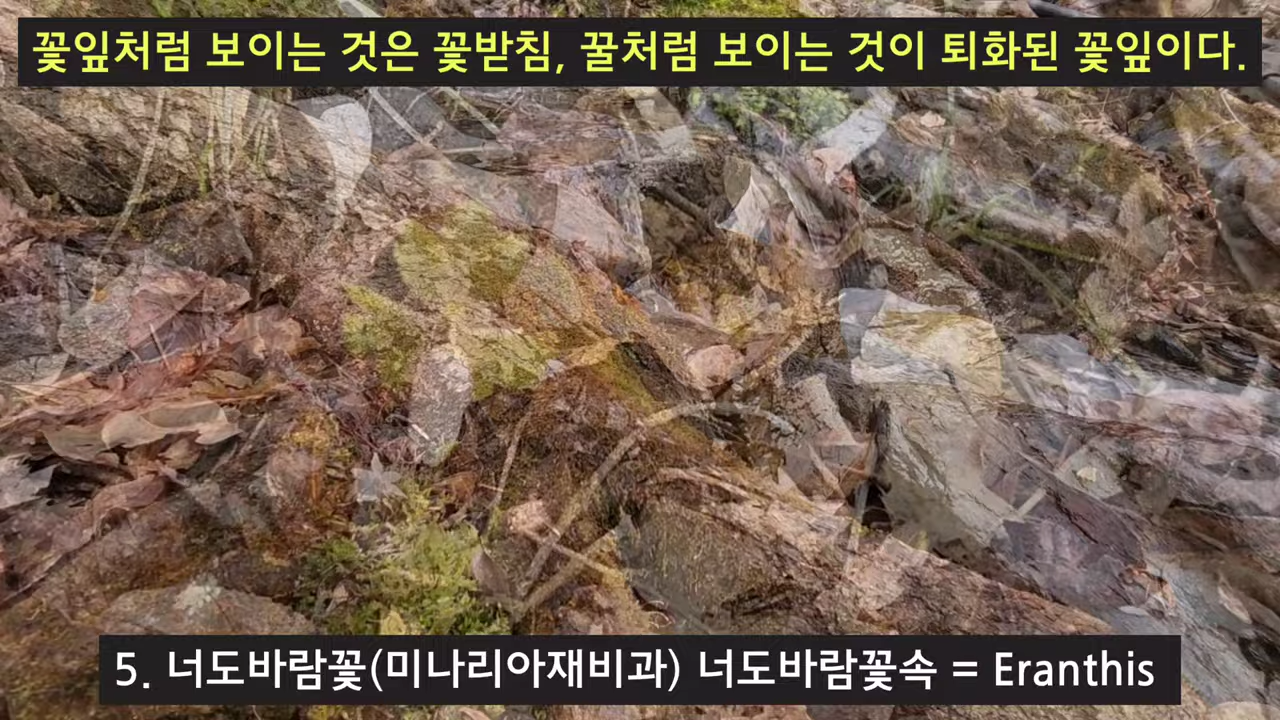 꽃잎처럼 보이는 것은 꽃받침, 꿀처럼 보이는 것이 퇴화된 꽃잎이다.
5. 너도바람꽃(미나리아재비과) 너도바람꽃속 = Eranthis